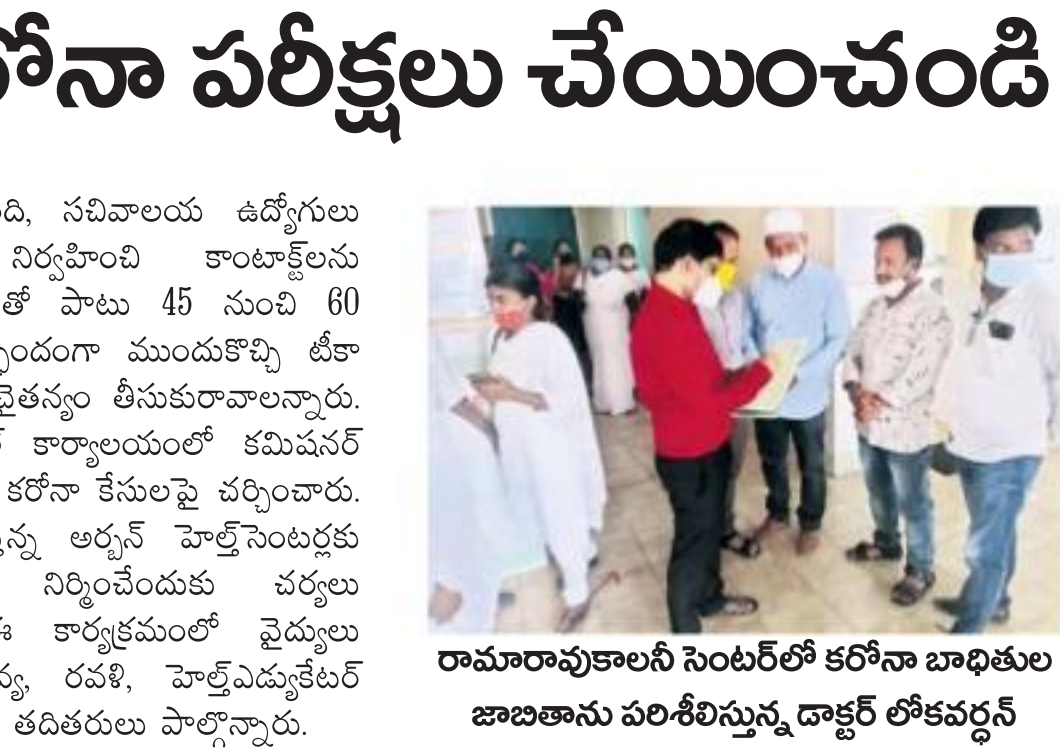 పరీక్షలు చేయించండి
సచివాలయ ఉద్యోగులు
నిర్వహించి కాంటాక్ట్‌లను
తో పాటు 45 నుంచి 60
ముందుకొచ్చి టీకా
చైతన్యం తీసుకురావాలన్నారు.
కార్యాలయంలో కమిషనర్
కరోనా కేసులపై చర్చించారు.
అర్బన్ హెల్త్‌సెంటర్లకు
నిర్మించేందుకు చర్యలు
ఈ కార్యక్రమంలో వైద్యులు
రవళి, హెల్త్‌ఎడ్యుకేటర్
తదితరులు పాల్గొన్నారు.
రామారావుకాలనీ సెంటర్‌లో కరోనా బాధితుల
జాబితాను పరిశీలిస్తున్న డాక్టర్ లోకవర్ధన్